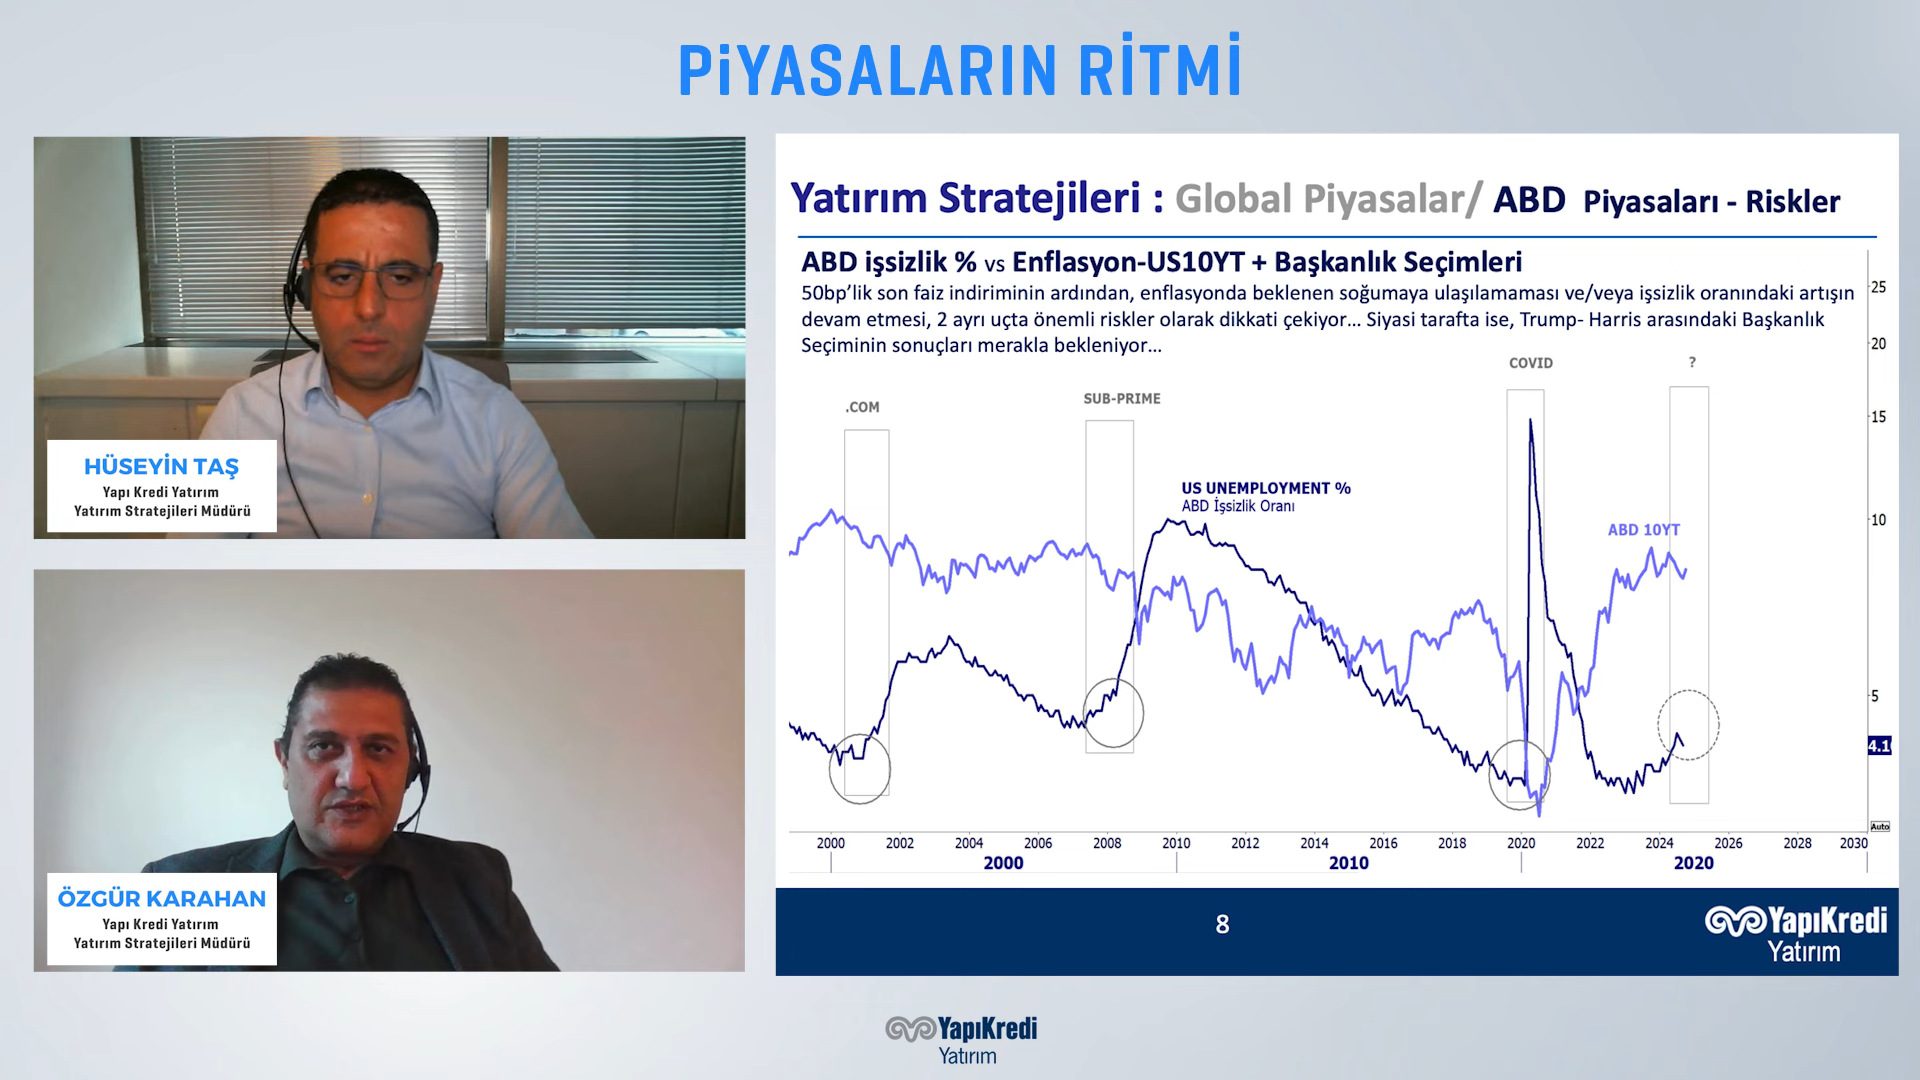 PiYASALARIN RİTMİ
HÜSEYİN TAŞ
Yapı Kredi Yatırım
Yatırım Stratejileri Müdürü
ÖZGÜR KARAHAN
Yapı Kredi Yatırım
Yatırım Stratejileri Müdürü
Yatırım Stratejileri : Global Piyasalar/ ABD Piyasaları - Riskler
ABD işsizlik % vs Enflasyon-US10YT + Başkanlık Seçimleri
50bp’lik son faiz indiriminin ardından, enflasyonda beklenen soğumaya ulaşılamaması ve/veya işsizlik oranındaki artışın
devam etmesi, 2 ayrı uçta önemli riskler olarak dikkati çekiyor... Siyasi tarafta ise, Trump- Harris arasındaki Başkanlık
Seçiminin sonuçları merakla bekleniyor...
.COM
SUB-PRIME
COVID
?
US UNEMPLOYMENT %
ABD İşsizlik Oranı
ABD 10YT
25
20
15
10
5
4.1
Auto
2000 2002 2004 2006 2008 2010 2012 2014 2016 2018 2020 2022 2024 2026 2028 2030
2000 2010 2020
8
YapıKredi
Yatırım
YapıKredi
Yatırım